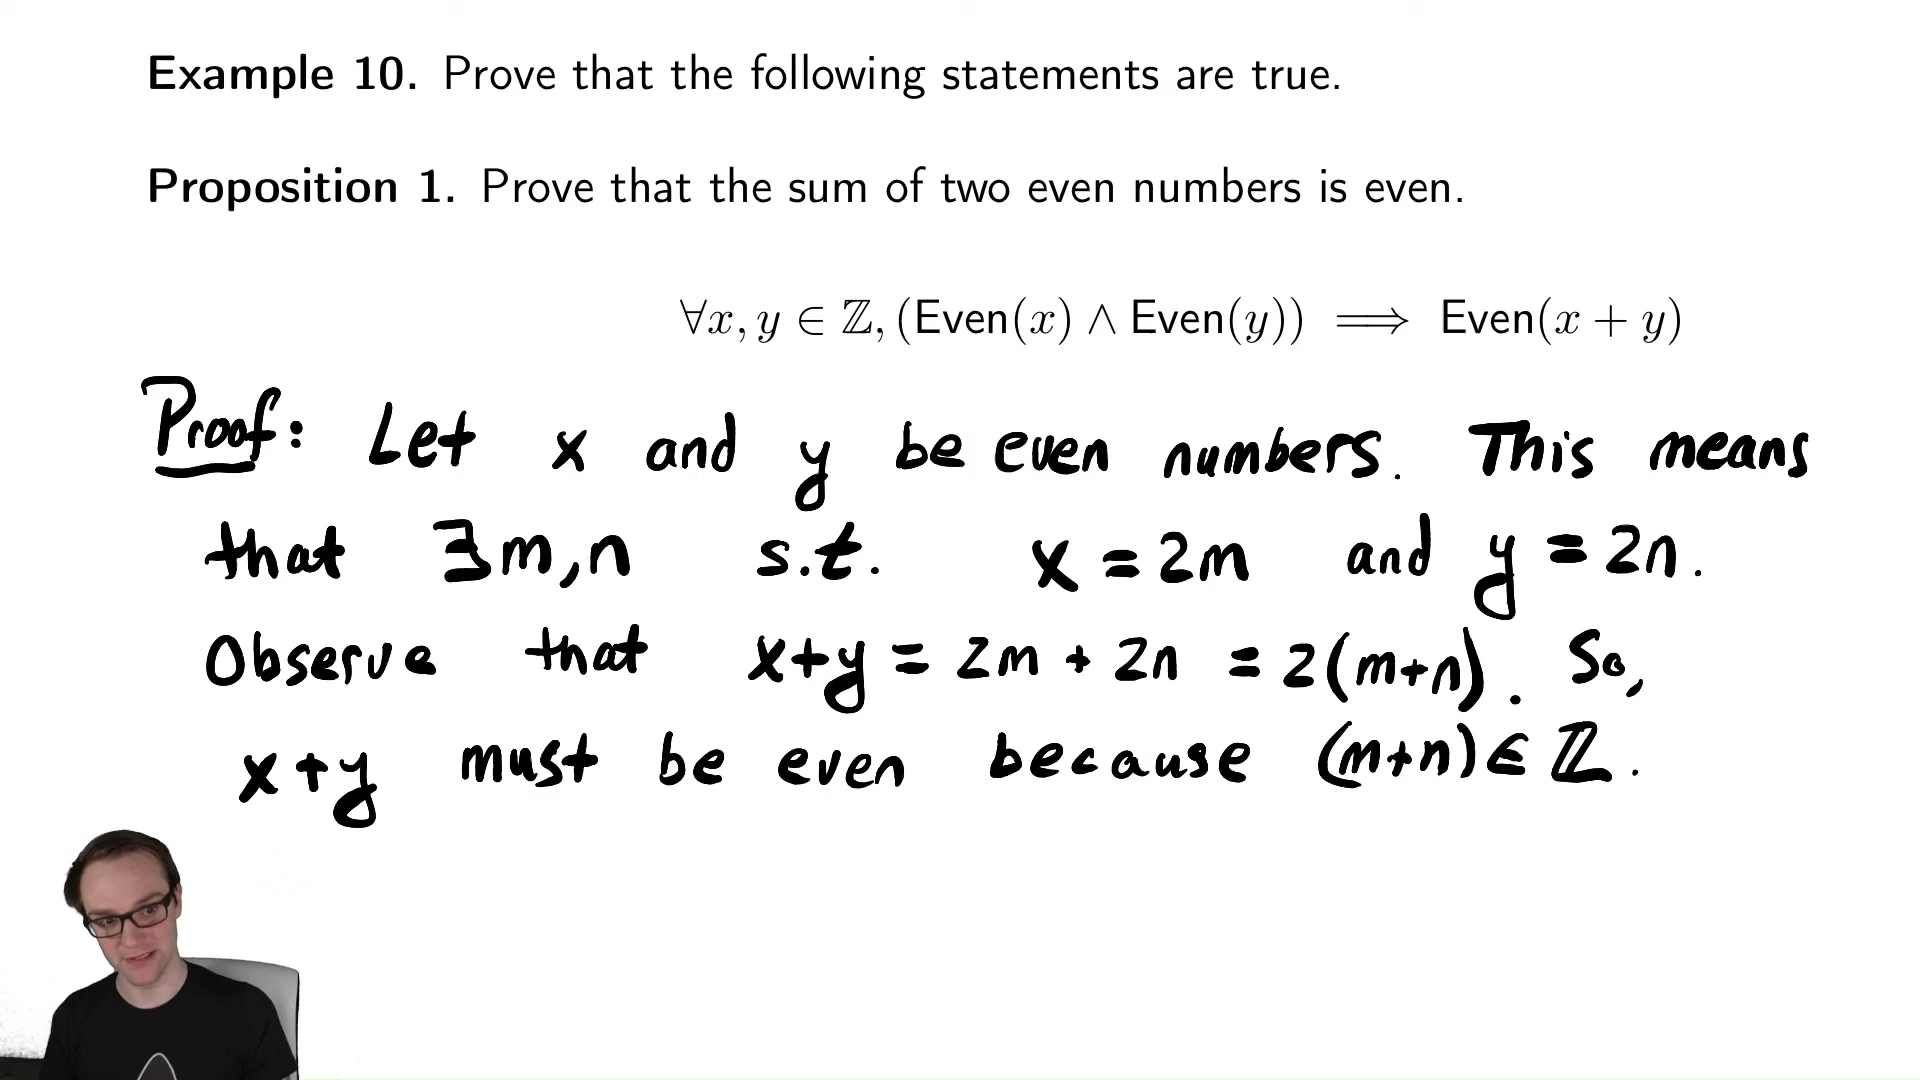 Example 10. Prove that the following statements are true.
Proposition 1. Prove that the sum of two even numbers is even.
∀x, y ∈ ℤ, (Even(x) ∧ Even(y)) ⟹ Even(x + y)
Proof: Let x and y be even numbers. This means
that ∃m,n s.t. x = 2m and y = 2n.
Observe that x+y = 2m + 2n = 2(m+n). So,
x+y must be even because (m+n) ∈ ℤ.